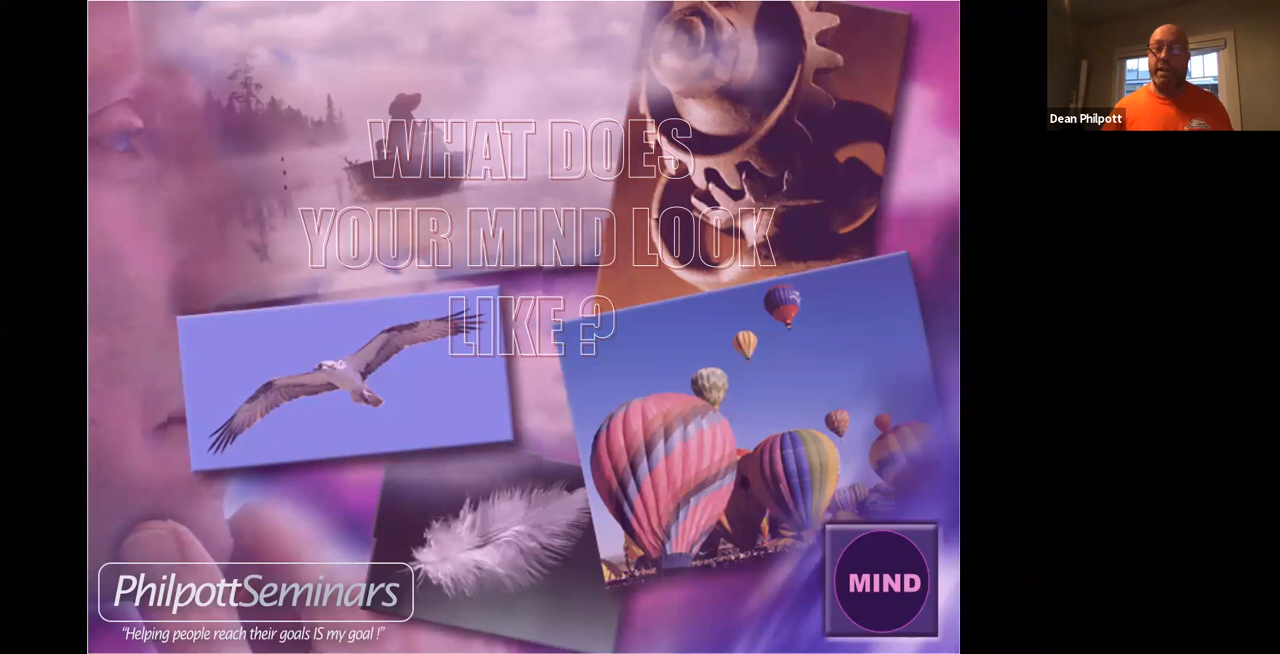 WHAT DOES
YOUR MIND LOOK
LIKE ?
Dean Philpott
MIND
PhilpottSeminars
"Helping people reach their goals IS my goal !"